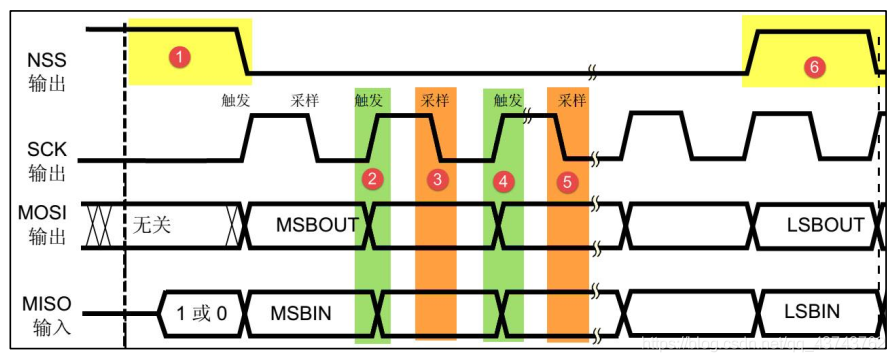 NSS
输出
1
6
触发 采样 触发 采样 触发 采样
SCK
输出
2
3
4
5
MOSI
输出
无关 MSBOUT LSBOUT
MISO
输入
1 或 0 MSBIN LSBIN